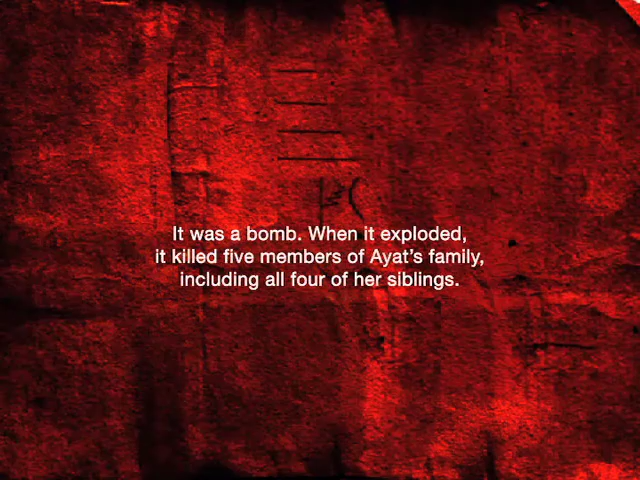 It was a bomb. When it exploded,
it killed five members of Ayat's family,
including all four of her siblings.